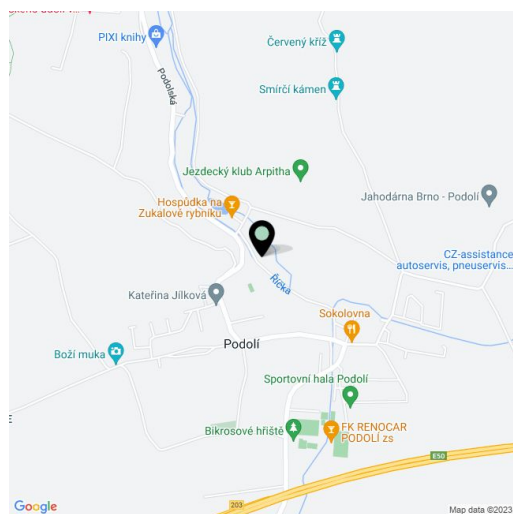 PIXI knihy
Červený kříž
Smírčí kámen
Podolská
Jezdecký klub Arpitha
Hospůdka na
Zukalově rybníku
Jahodárna Brno - Podolí
CZ-assistance
autoservis, pneuservis...
Říčka
Kateřina Jílková
Sokolovna
Podolí
Boží muka
Sportovní hala Podolí
Bikrosové hřiště
FK RENOCAR
PODOLÍ zs
E50
203
Google
Map data ©2023